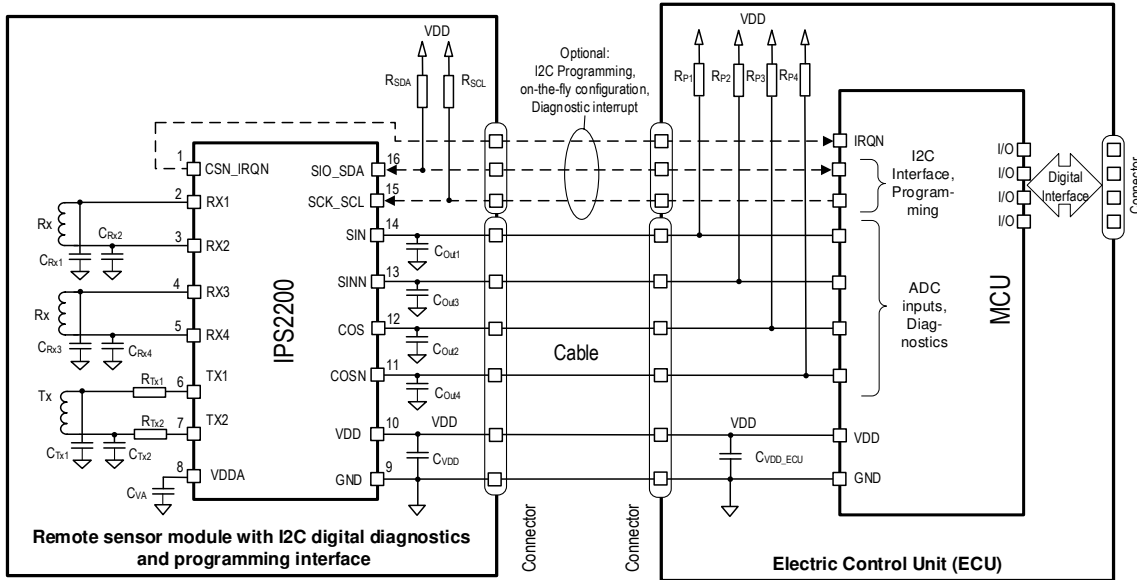 VDD
RSDA
RSCL
Optional:
I2C Programming,
on-the-fly configuration,
Diagnostic interrupt
VDD
RP1
RP2
RP3
RP4
1
CSN_IRQN
2
RX1
3
RX2
4
RX3
5
RX4
6
TX1
7
TX2
8
VDDA
IPS2200
16
SIO_SDA
15
SCK_SCL
14
SIN
13
SINN
12
COS
11
COSN
10
VDD
9
GND
Rx
CRx1
CRx2
Rx
CRx3
CRx4
Tx
RTx1
RTx2
CTx1
CTx2
CVA
COut1
COut3
COut2
COut4
VDD
CVDD
Cable
VDD
CVDD_ECU
IRQN
I2C
Interface,
Program-
ming
ADC
inputs,
Diag-
nostics
VDD
GND
MCU
I/O
I/O
I/O
I/O
Digital
Interface
Connector
Connector
Connector
Remote sensor module with I2C digital diagnostics
and programming interface
Electric Control Unit (ECU)